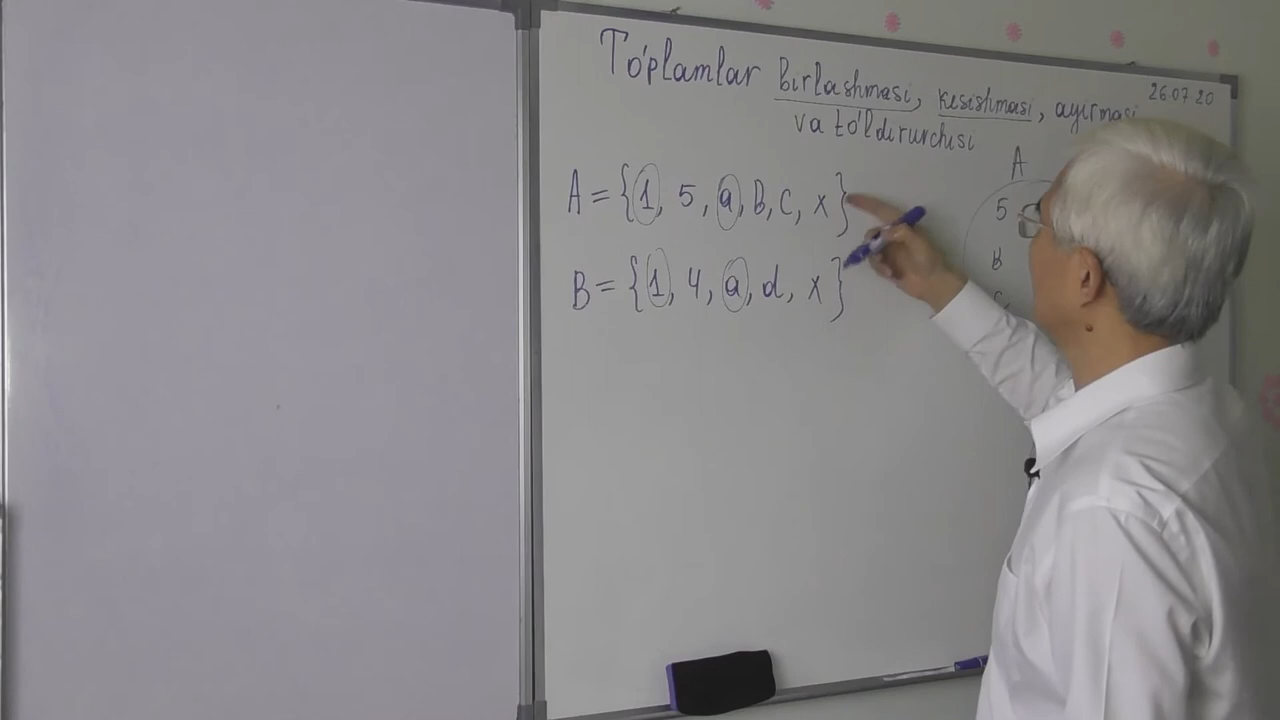 To'plamlar birlashmasi, kesishmasi, ayirmasi
26.07.20
va to'ldiruvchisi
A
A = {1, 5, a, B, C, x}
5
B
B = {1, 4, a, d, x}